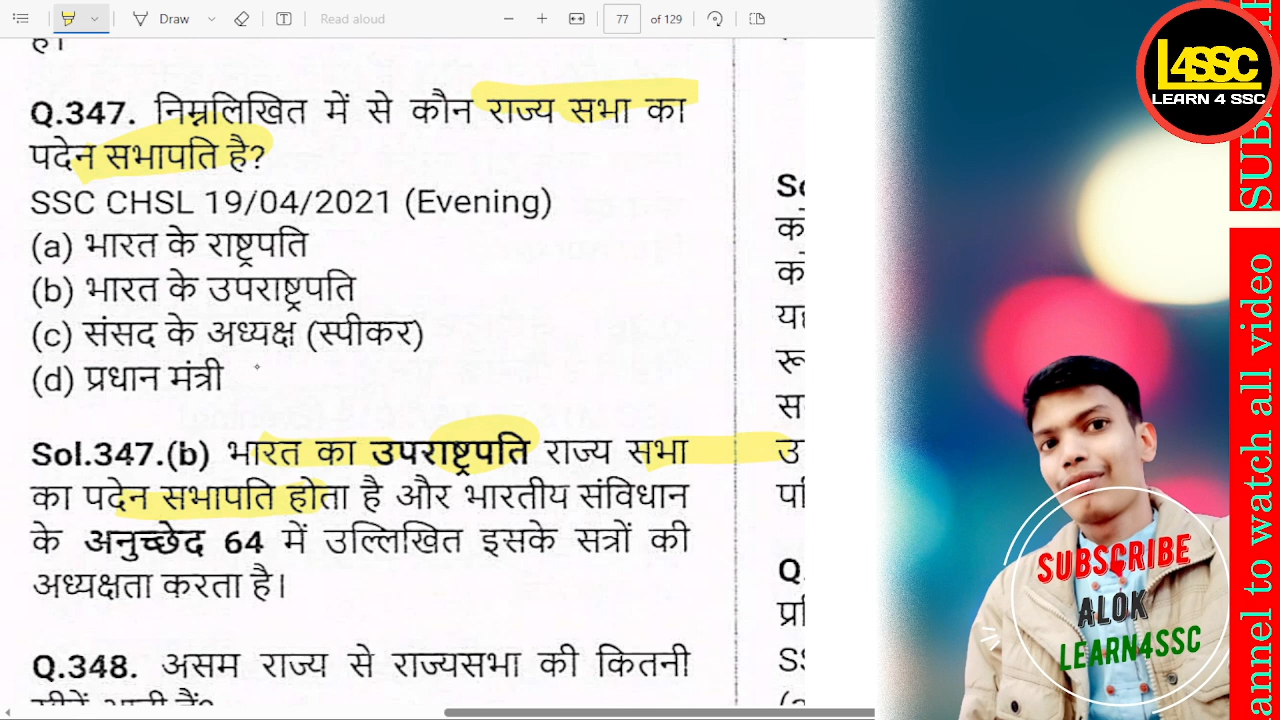 Read aloud
Draw
77
of 129
Q.347. निम्नलिखित में से कौन राज्य सभा का
पदेन सभापति है?
SSC CHSL 19/04/2021 (Evening)
(a) भारत के राष्ट्रपति
(b) भारत के उपराष्ट्रपति
(c) संसद के अध्यक्ष (स्पीकर)
(d) प्रधान मंत्री
Sol.347.(b) भारत का उपराष्ट्रपति राज्य सभा
का पदेन सभापति होता है और भारतीय संविधान
के अनुच्छेद 64 में उल्लिखित इसके सत्रों की
अध्यक्षता करता है।
Q.348. असम राज्य से राज्यसभा की कितनी
L4SSC
LEARN 4 SSC
SUBSCRIBE
ALOK
LEARN4SSC
to watch all video